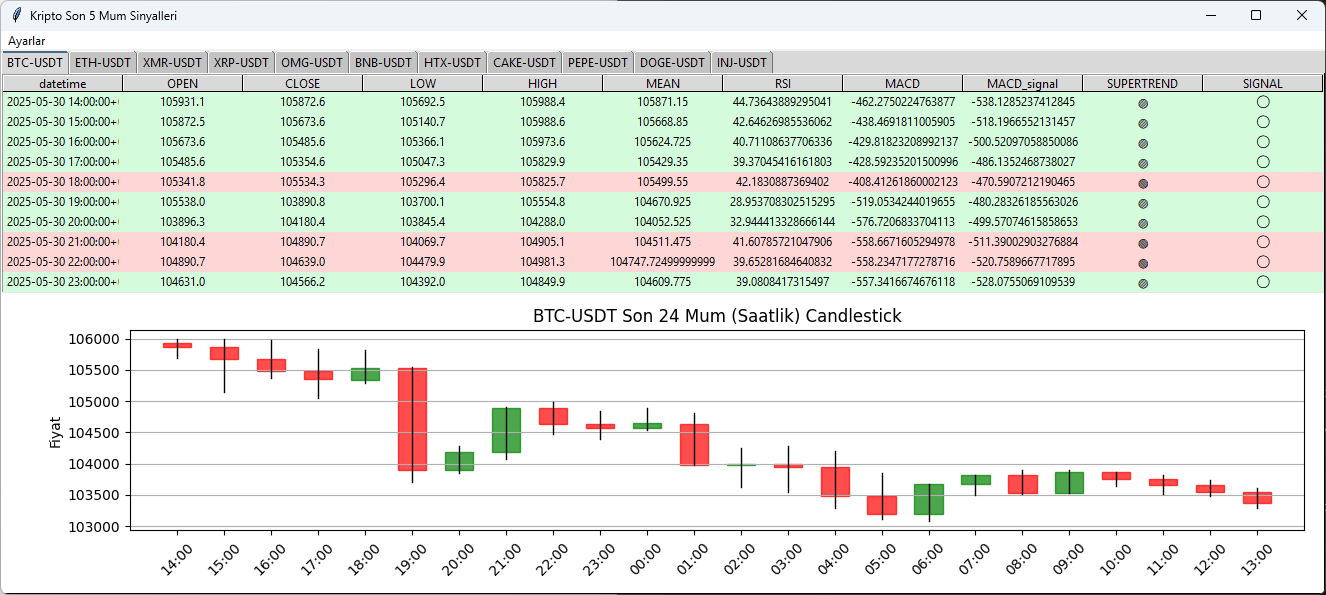 Kripto Son 5 Mum Sinyalleri
Ayarlar
BTC-USDT ETH-USDT XMR-USDT XRP-USDT OMG-USDT BNB-USDT HTX-USDT CAKE-USDT PEPE-USDT DOGE-USDT INJ-USDT
datetime OPEN CLOSE LOW HIGH MEAN RSI MACD MACD_signal SUPERTREND SIGNAL
2025-05-30 14:00:00+ 105931.1 105872.6 105692.5 105988.4 105871.15 44.73643889295041 -462.2750224763877 -538.1285237412845
2025-05-30 15:00:00+ 105872.5 105673.6 105140.7 105988.6 105668.85 42.64626985536062 -438.4691811005905 -518.1966552131457
2025-05-30 16:00:00+ 105673.6 105485.6 105366.1 105973.6 105624.725 40.71108637706336 -429.81823208992137 -500.52097058850086
2025-05-30 17:00:00+ 105485.6 105354.6 105047.3 105829.9 105429.35 39.37045416161803 -428.59235201500996 -486.1352468738027
2025-05-30 18:00:00+ 105341.8 105534.3 105296.4 105825.7 105499.55 42.1830887369402 -408.41261860002123 -470.5907212190465
2025-05-30 19:00:00+ 105538.0 103890.8 103700.1 105554.8 104670.925 28.953708302515295 -519.0534244019655 -480.28326185563026
2025-05-30 20:00:00+ 103896.3 104180.4 103845.4 104288.0 104052.525 32.944413328666144 -576.7206833704113 -499.57074615858653
2025-05-30 21:00:00+ 104180.4 104890.7 104069.7 104905.1 104511.475 41.60785721047906 -558.6671605294978 -511.39002903276884
2025-05-30 22:00:00+ 104890.7 104639.0 104479.9 104981.3 104747.72499999999 39.65281684640832 -558.2347177278716 -520.7589667717895
2025-05-30 23:00:00+ 104631.0 104566.2 104392.0 104849.9 104609.775 39.0808417315497 -557.3416674676118 -528.0755069109539
BTC-USDT Son 24 Mum (Saatlik) Candlestick
Fiyat
106000
105500
105000
104500
104000
103500
103000
14:00 15:00 16:00 17:00 18:00 19:00 20:00 21:00 22:00 23:00 00:00 01:00 02:00 03:00 04:00 05:00 06:00 07:00 08:00 09:00 10:00 11:00 12:00 13:00